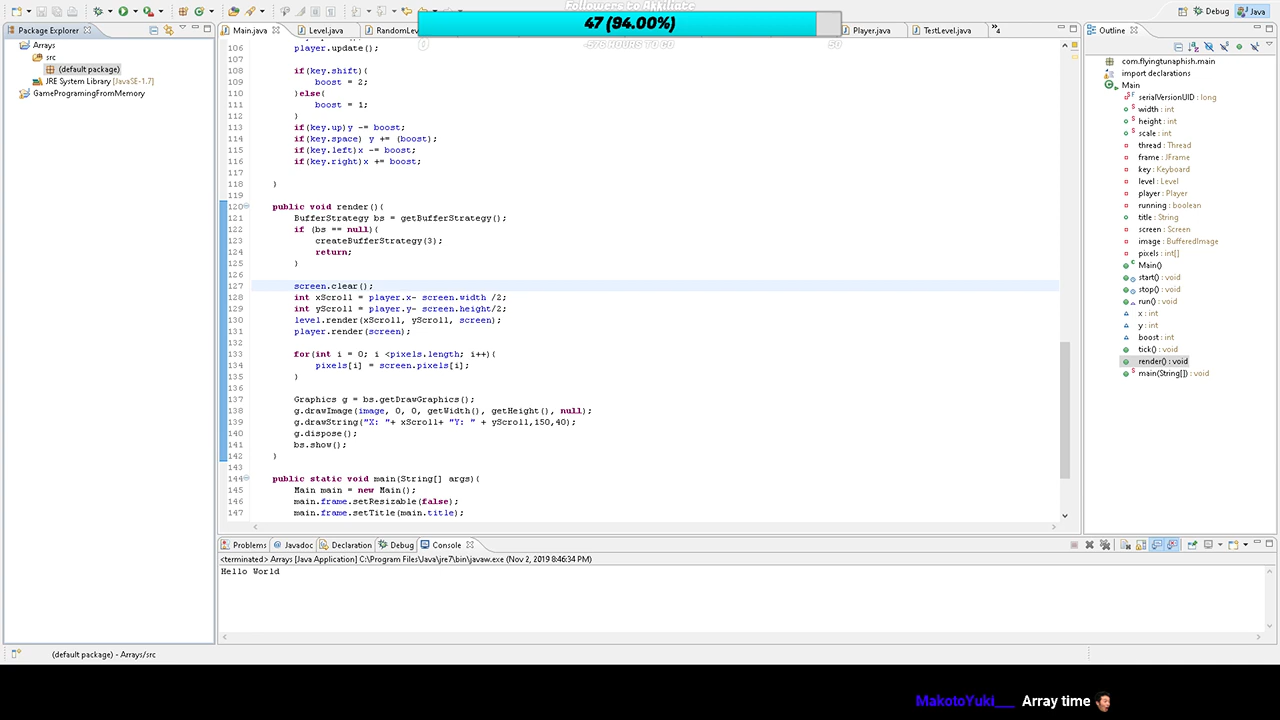 Followers to Affiliate
47 (94.00%)
0
-576 HOURS TO GO
50
Debug
Java
Package Explorer
Arrays
src
(default package)
JRE System Library [JavaSE-1.7]
GameProgramingFromMemory
Main.java
Level.java
RandomLev
Player.java
TestLevel.java
4
106 player.update();
107
108 if(key.shift){
109 boost = 2;
110 }else{
111 boost = 1;
112 }
113 if(key.up)y -= boost;
114 if(key.space) y += (boost);
115 if(key.left)x -= boost;
116 if(key.right)x += boost;
117
118 }
119
120 public void render(){
121 BufferStrategy bs = getBufferStrategy();
122 if (bs == null){
123 createBufferStrategy(3);
124 return;
125 }
126
127 screen.clear();
128 int xScroll = player.x- screen.width /2;
129 int yScroll = player.y- screen.height/2;
130 level.render(xScroll, yScroll, screen);
131 player.render(screen);
132
133 for(int i = 0; i <pixels.length; i++){
134 pixels[i] = screen.pixels[i];
135 }
136
137 Graphics g = bs.getDrawGraphics();
138 g.drawImage(image, 0, 0, getWidth(), getHeight(), null);
139 g.drawString("X: "+ xScroll+ "Y: " + yScroll,150,40);
140 g.dispose();
141 bs.show();
142 }
143
144 public static void main(String[] args){
145 Main main = new Main();
146 main.frame.setResizable(false);
147 main.frame.setTitle(main.title);
Outline
com.flyingtunaphish.main
import declarations
Main
serialVersionUID : long
width : int
height : int
scale : int
thread : Thread
frame : JFrame
key : Keyboard
level : Level
player : Player
running : boolean
title : String
screen : Screen
image : BufferedImage
pixels : int[]
Main()
start() : void
stop() : void
run() : void
x : int
y : int
boost : int
tick() : void
render() : void
main(String[]) : void
Problems
Javadoc
Declaration
Debug
Console
<terminated> Arrays [Java Application] C:\Program Files\Java\jre7\bin\javaw.exe (Nov 2, 2019 8:46:34 PM)
Hello World
(default package) - Arrays/src
MakotoYuki___ Array time